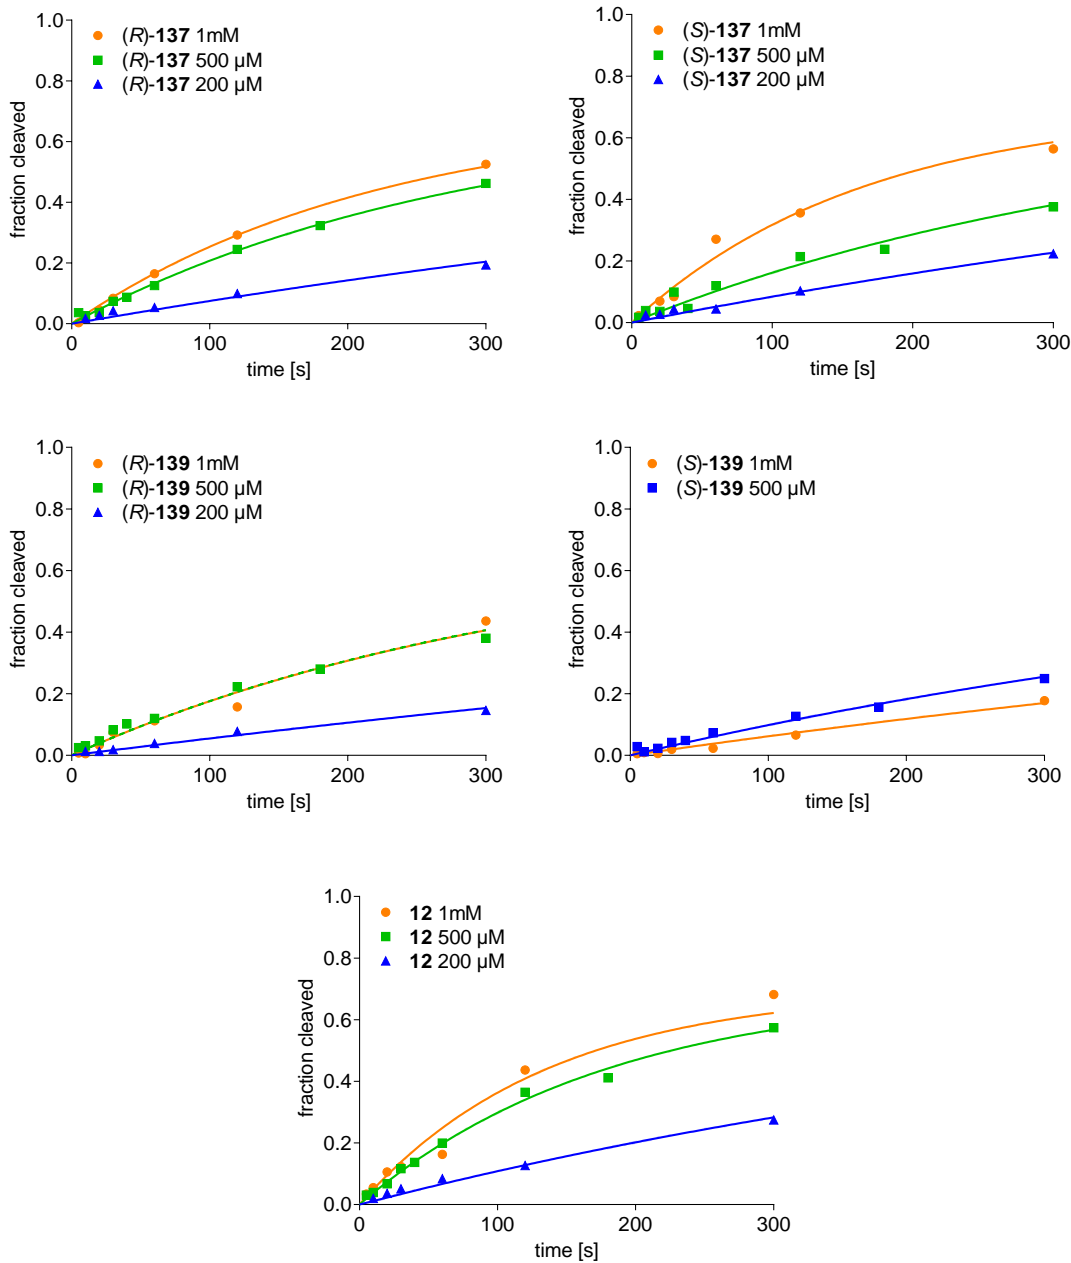 (R)-137 1mM
(R)-137 500 µM
(R)-137 200 µM
1.0
0.8
0.6
0.4
0.2
0.0
fraction cleaved
0 100 200 300
time [s]
(S)-137 1mM
(S)-137 500 µM
(S)-137 200 µM
1.0
0.8
0.6
0.4
0.2
0.0
fraction cleaved
0 100 200 300
time [s]
(R)-139 1mM
(R)-139 500 µM
(R)-139 200 µM
1.0
0.8
0.6
0.4
0.2
0.0
fraction cleaved
0 100 200 300
time [s]
(S)-139 1mM
(S)-139 500 µM
1.0
0.8
0.6
0.4
0.2
0.0
fraction cleaved
0 100 200 300
time [s]
12 1mM
12 500 µM
12 200 µM
1.0
0.8
0.6
0.4
0.2
0.0
fraction cleaved
0 100 200 300
time [s]